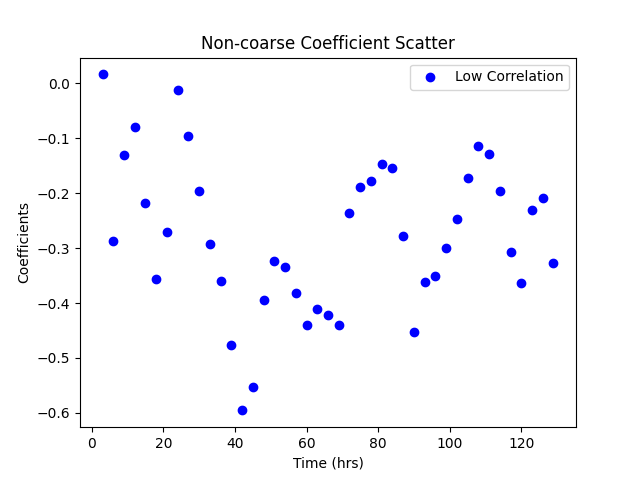 Non-coarse Coefficient Scatter
Low Correlation
Coefficients
0.0
−0.1
−0.2
−0.3
−0.4
−0.5
−0.6
0 20 40 60 80 100 120
Time (hrs)